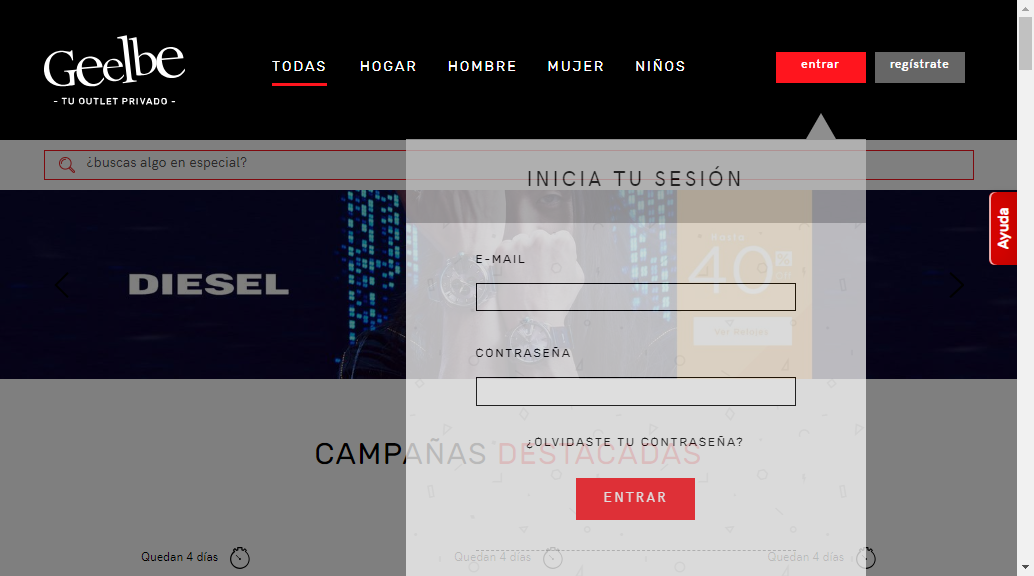 Geelbe
- TU OUTLET PRIVADO -
TODAS HOGAR HOMBRE MUJER NIÑOS
entrar regístrate
¿buscas algo en especial?
INICIA TU SESIÓN
Ayuda
DIESEL
Hasta
40%
Ver Relojes
E-MAIL
CONTRASEÑA
¿OLVIDASTE TU CONTRASEÑA?
CAMPAÑAS DESTACADAS
ENTRAR
Quedan 4 días Quedan 4 días Quedan 4 días